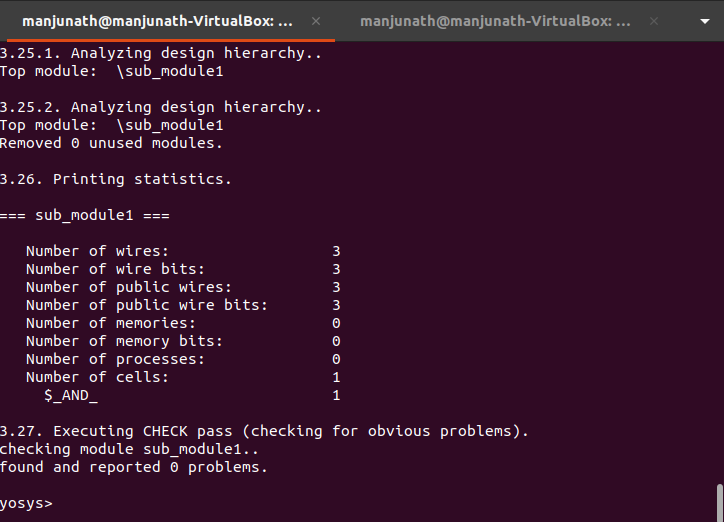 manjunath@manjunath-VirtualBox: ... × manjunath@manjunath-VirtualBox: ... ×
3.25.1. Analyzing design hierarchy..
Top module:  \sub_module1
3.25.2. Analyzing design hierarchy..
Top module:  \sub_module1
Removed 0 unused modules.
3.26. Printing statistics.
=== sub_module1 ===
   Number of wires:                  3
   Number of wire bits:              3
   Number of public wires:           3
   Number of public wire bits:       3
   Number of memories:               0
   Number of memory bits:            0
   Number of processes:              0
   Number of cells:                  1
     $_AND_                          1
3.27. Executing CHECK pass (checking for obvious problems).
checking module sub_module1..
found and reported 0 problems.
yosys>